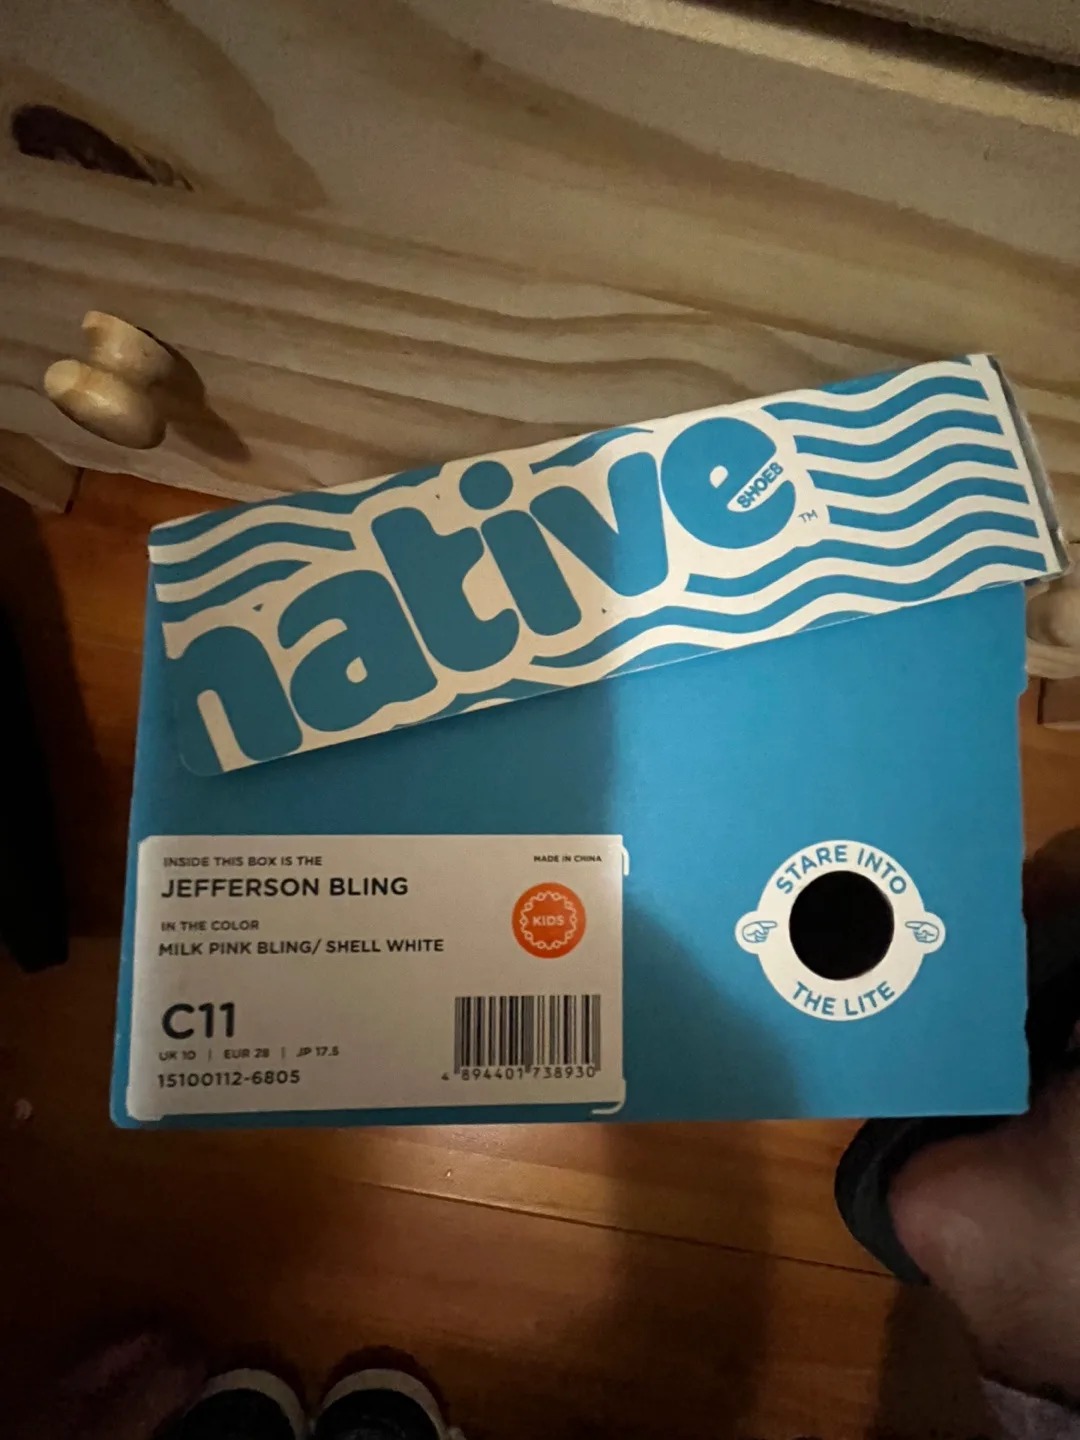 native
SHOES
TM
INSIDE THIS BOX IS THE
JEFFERSON BLING
MADE IN CHINA
IN THE COLOR
MILK PINK BLING/ SHELL WHITE
KIDS
C11
UK 10 | EUR 28 | JP 17.5
15100112-6805
4 894401 738930
STARE INTO
THE LITE